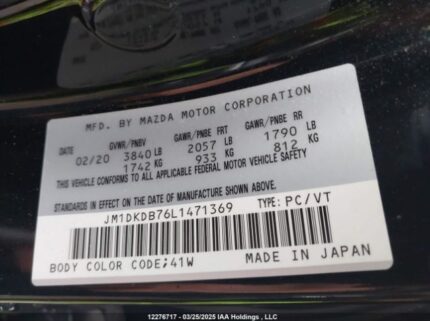 MFD. BY MAZDA MOTOR CORPORATION
DATE GVWR/PNBV GAWR/PNBE FRT GAWR/PNBE RR
02/20 3840 LB 2057 LB 1790 LB
1742 KG 933 KG 812 KG
THIS VEHICLE CONFORMS TO ALL APPLICABLE FEDERAL MOTOR VEHICLE SAFETY
STANDARDS IN EFFECT ON THE DATE OF MANUFACTURE SHOWN ABOVE.
JM1DKDB76L1471369 TYPE: PC/VT
BODY COLOR CODE;41W MADE IN JAPAN
12276717 - 03/25/2025 IAA Holdings , LLC